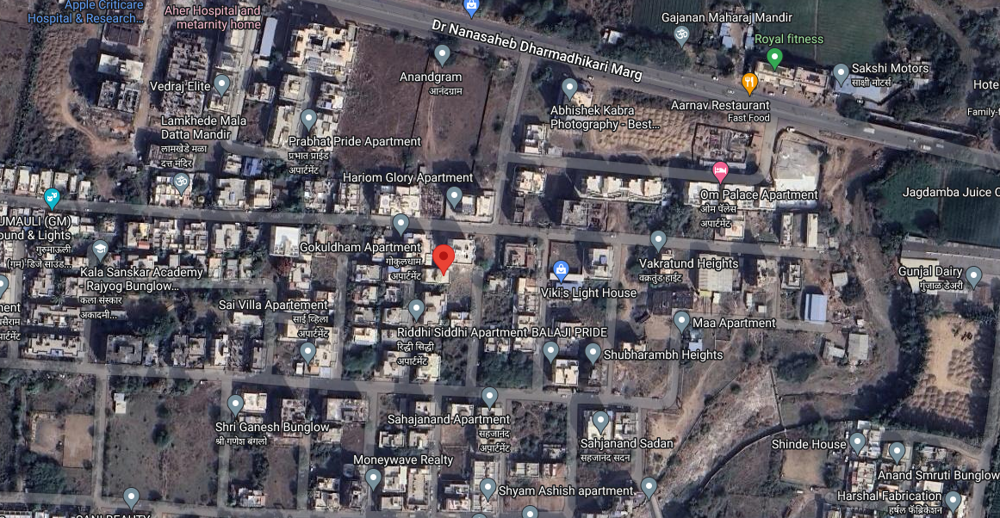 Apple Criticare
Hospital & Research...
Aher Hospital and
metarnity home
Dr Nanasaheb Dharmadhikari Marg
Gajanan Maharaj Mandir
Royal fitness
Sakshi Motors
साक्षी मोटर्स
Hote
Family-f
Anandgram
आनंदग्राम
Vedraj Elite
Aarnav Restaurant
Fast Food
Abhishek Kabra
Photography - Best...
Lamkhede Mala
Datta Mandir
लामखेडे मळा
दत्त मंदिर
Prabhat Pride Apartment
प्रभात प्राईड
अपार्टमेंट
Hariom Glory Apartment
Om Palace Apartment
ओम पॅलेस
अपार्टमेंट
Jagdamba Juice C
UMAULI (GM)
ound & Lights
गुरुमाऊली
(ग्म) डिजे साउंड...
Gokuldham Apartment
गोकुलधाम
अपार्टमेंट
Kala Sanskar Academy
- Rajyog Bunglow...
कला संस्कार
अकादमी...
Vakratund Heights
वक्रतुंड हाईट
Gunjal Dairy
गुंजाळ डेअरी
Viki's Light House
Sai Villa Apartement
साई व्हिला
अपार्टमेंट
ment
अपार्टमेंट
Riddhi Siddhi Apartment
रिद्धी सिद्धी
अपार्टमेंट
BALAJI PRIDE
Maa Apartment
Shubharambh Heights
Shri Ganesh Bunglow
श्री गणेश बंगलो
Sahajanand Apartment
सहजानंद
अपार्टमेंट
Sahjanand Sadan
सहजानंद सदन
Shinde House
Moneywave Realty
Anand Smruti Bunglow
Shyam Ashish apartment
Harshal Fabrication
हर्षल फॅब्रिकेशन